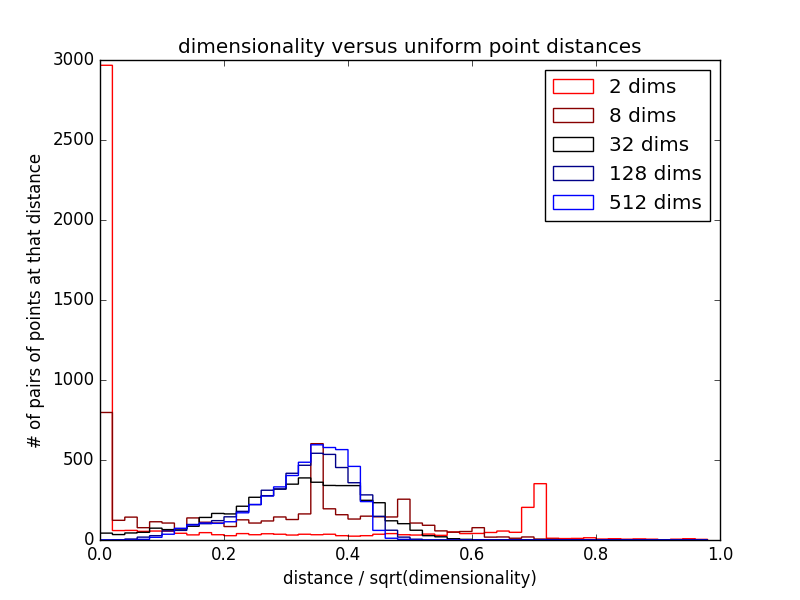 dimensionality versus uniform point distances
3000
2500
2000
1500
1000
500
0
# of pairs of points at that distance
2 dims
8 dims
32 dims
128 dims
512 dims
0.0 0.2 0.4 0.6 0.8 1.0
distance / sqrt(dimensionality)